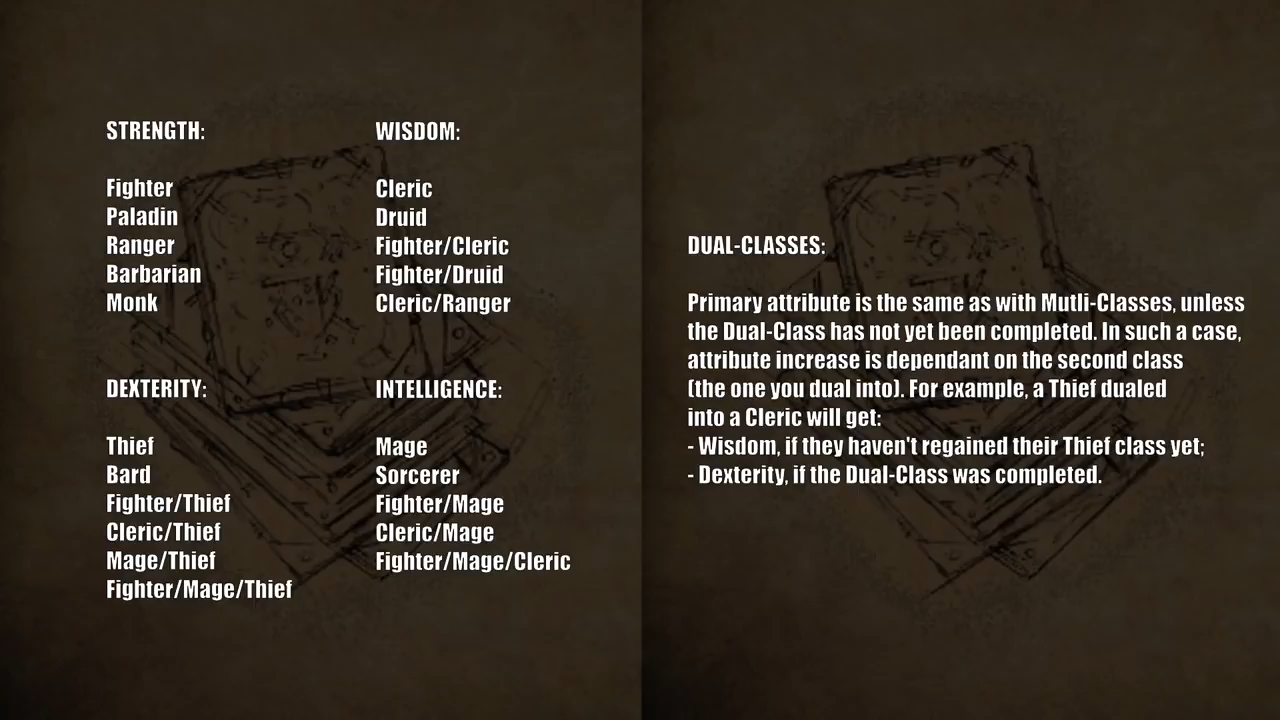 STRENGTH:
Fighter
Paladin
Ranger
Barbarian
Monk
WISDOM:
Cleric
Druid
Fighter/Cleric
Fighter/Druid
Cleric/Ranger
DEXTERITY:
Thief
Bard
Fighter/Thief
Cleric/Thief
Mage/Thief
Fighter/Mage/Thief
INTELLIGENCE:
Mage
Sorcerer
Fighter/Mage
Cleric/Mage
Fighter/Mage/Cleric
DUAL-CLASSES:
Primary attribute is the same as with Mutli-Classes, unless
the Dual-Class has not yet been completed. In such a case,
attribute increase is dependant on the second class
(the one you dual into). For example, a Thief dualed
into a Cleric will get:
- Wisdom, if they haven't regained their Thief class yet;
- Dexterity, if the Dual-Class was completed.